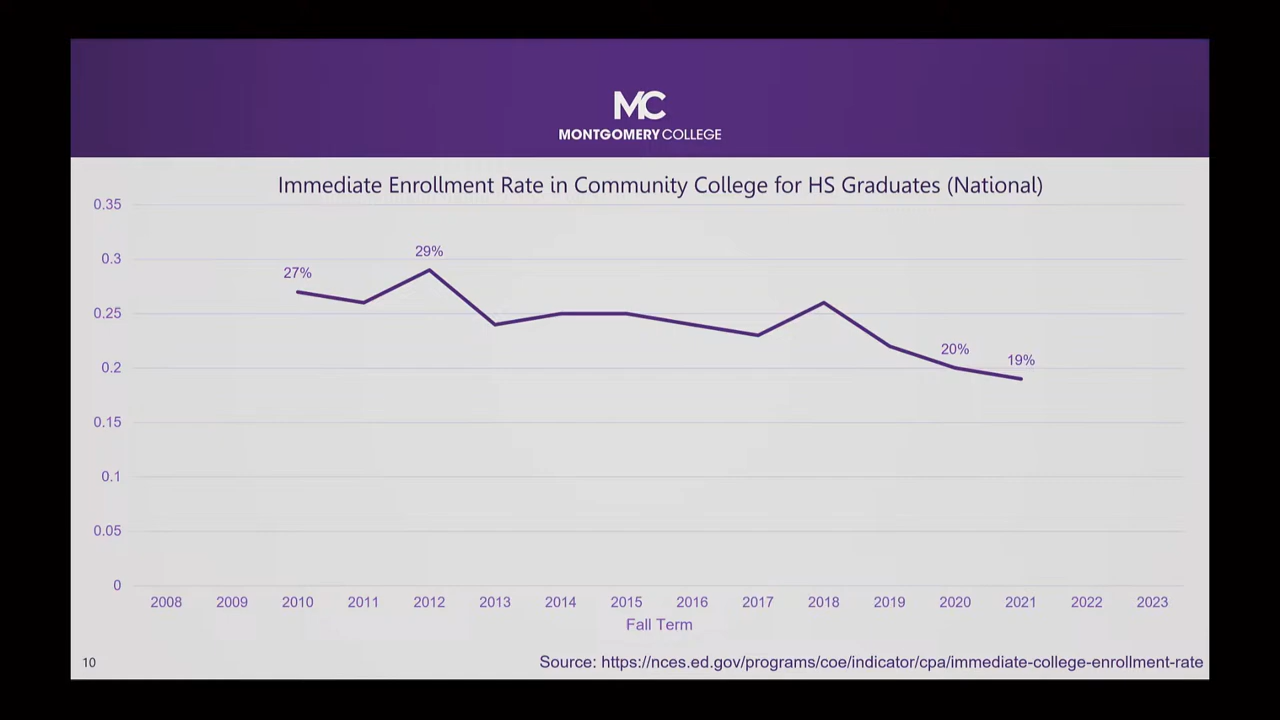 MC
MONTGOMERY COLLEGE
Immediate Enrollment Rate in Community College for HS Graduates (National)
0.35
0.3
0.25
0.2
0.15
0.1
0.05
0
27%
29%
20%
19%
2008 2009 2010 2011 2012 2013 2014 2015 2016 2017 2018 2019 2020 2021 2022 2023
Fall Term
10
Source: https://nces.ed.gov/programs/coe/indicator/cpa/immediate-college-enrollment-rate